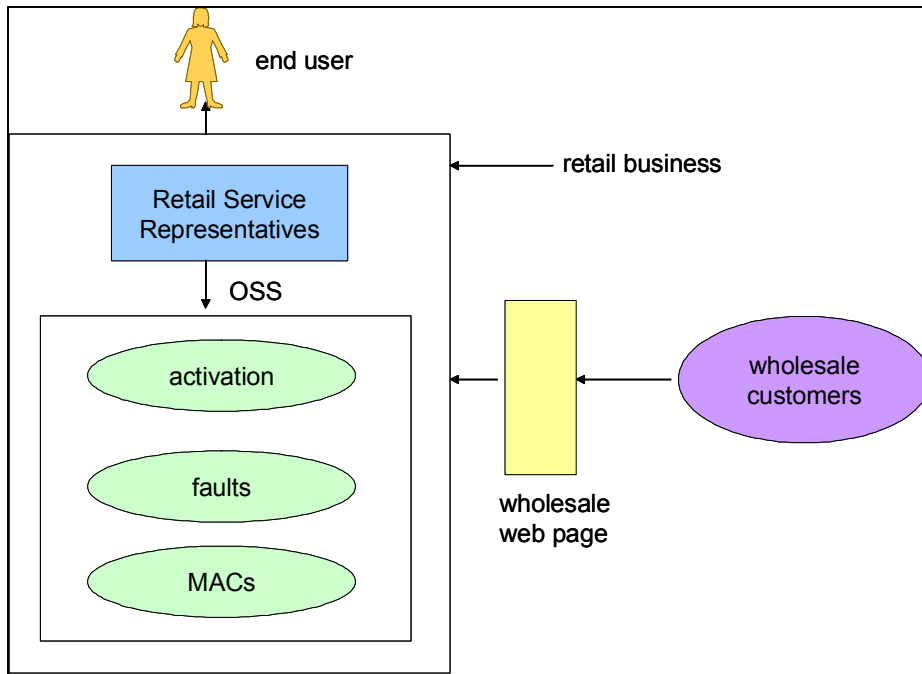 end user
retail business
Retail Service
Representatives
OSS
activation
faults
MACs
wholesale
web page
wholesale
customers